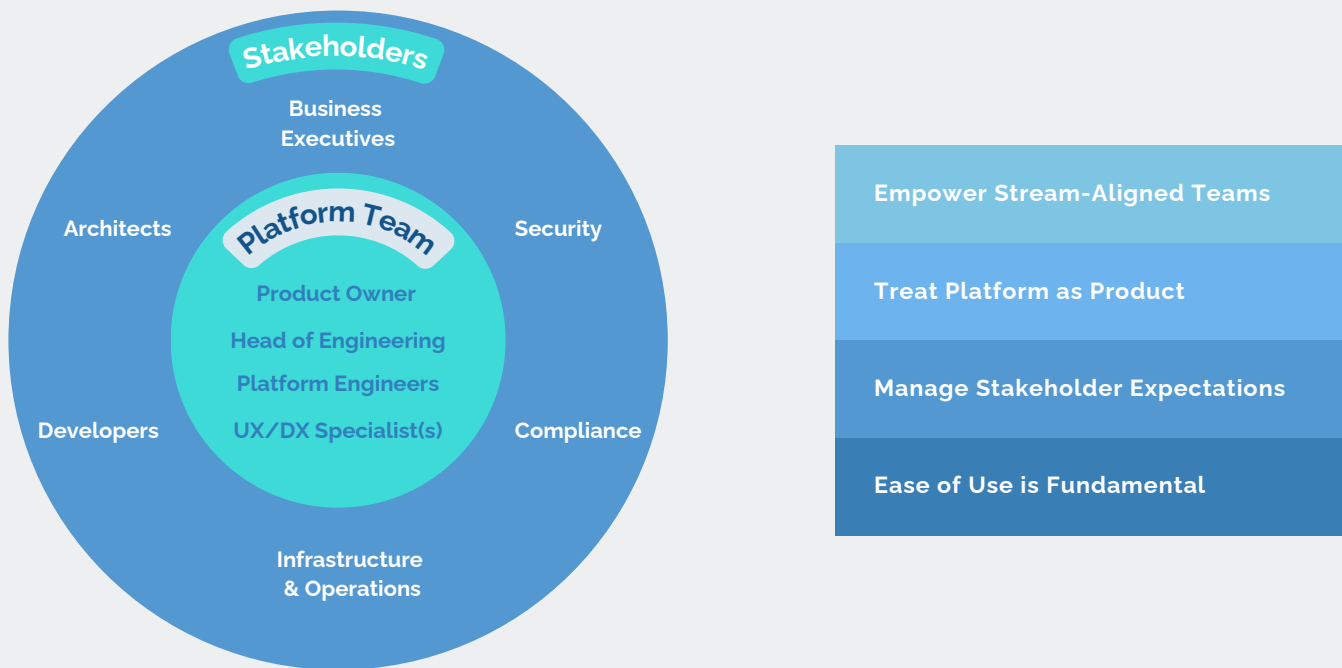 Stakeholders
Business
Executives
Architects
Security
Developers
Compliance
Infrastructure
& Operations
Platform Team
Product Owner
Head of Engineering
Platform Engineers
UX/DX Specialist(s)
Empower Stream-Aligned Teams
Treat Platform as Product
Manage Stakeholder Expectations
Ease of Use is Fundamental